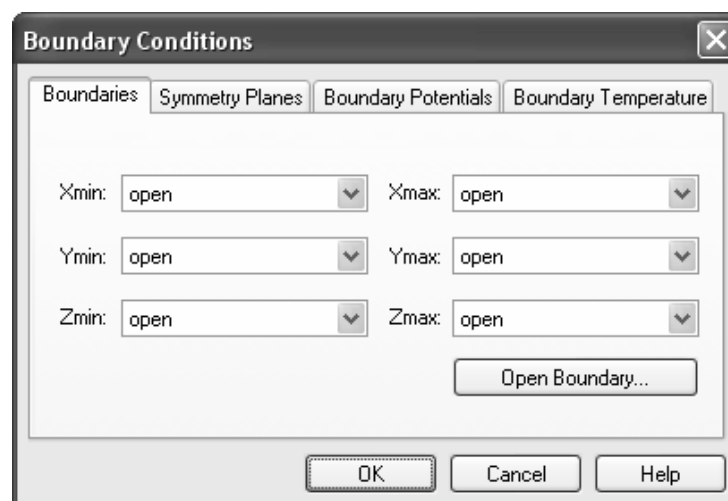 Boundary Conditions
Boundaries Symmetry Planes Boundary Potentials Boundary Temperature
Xmin: open Xmax: open
Ymin: open Ymax: open
Zmin: open Zmax: open
Open Boundary...
OK Cancel Help